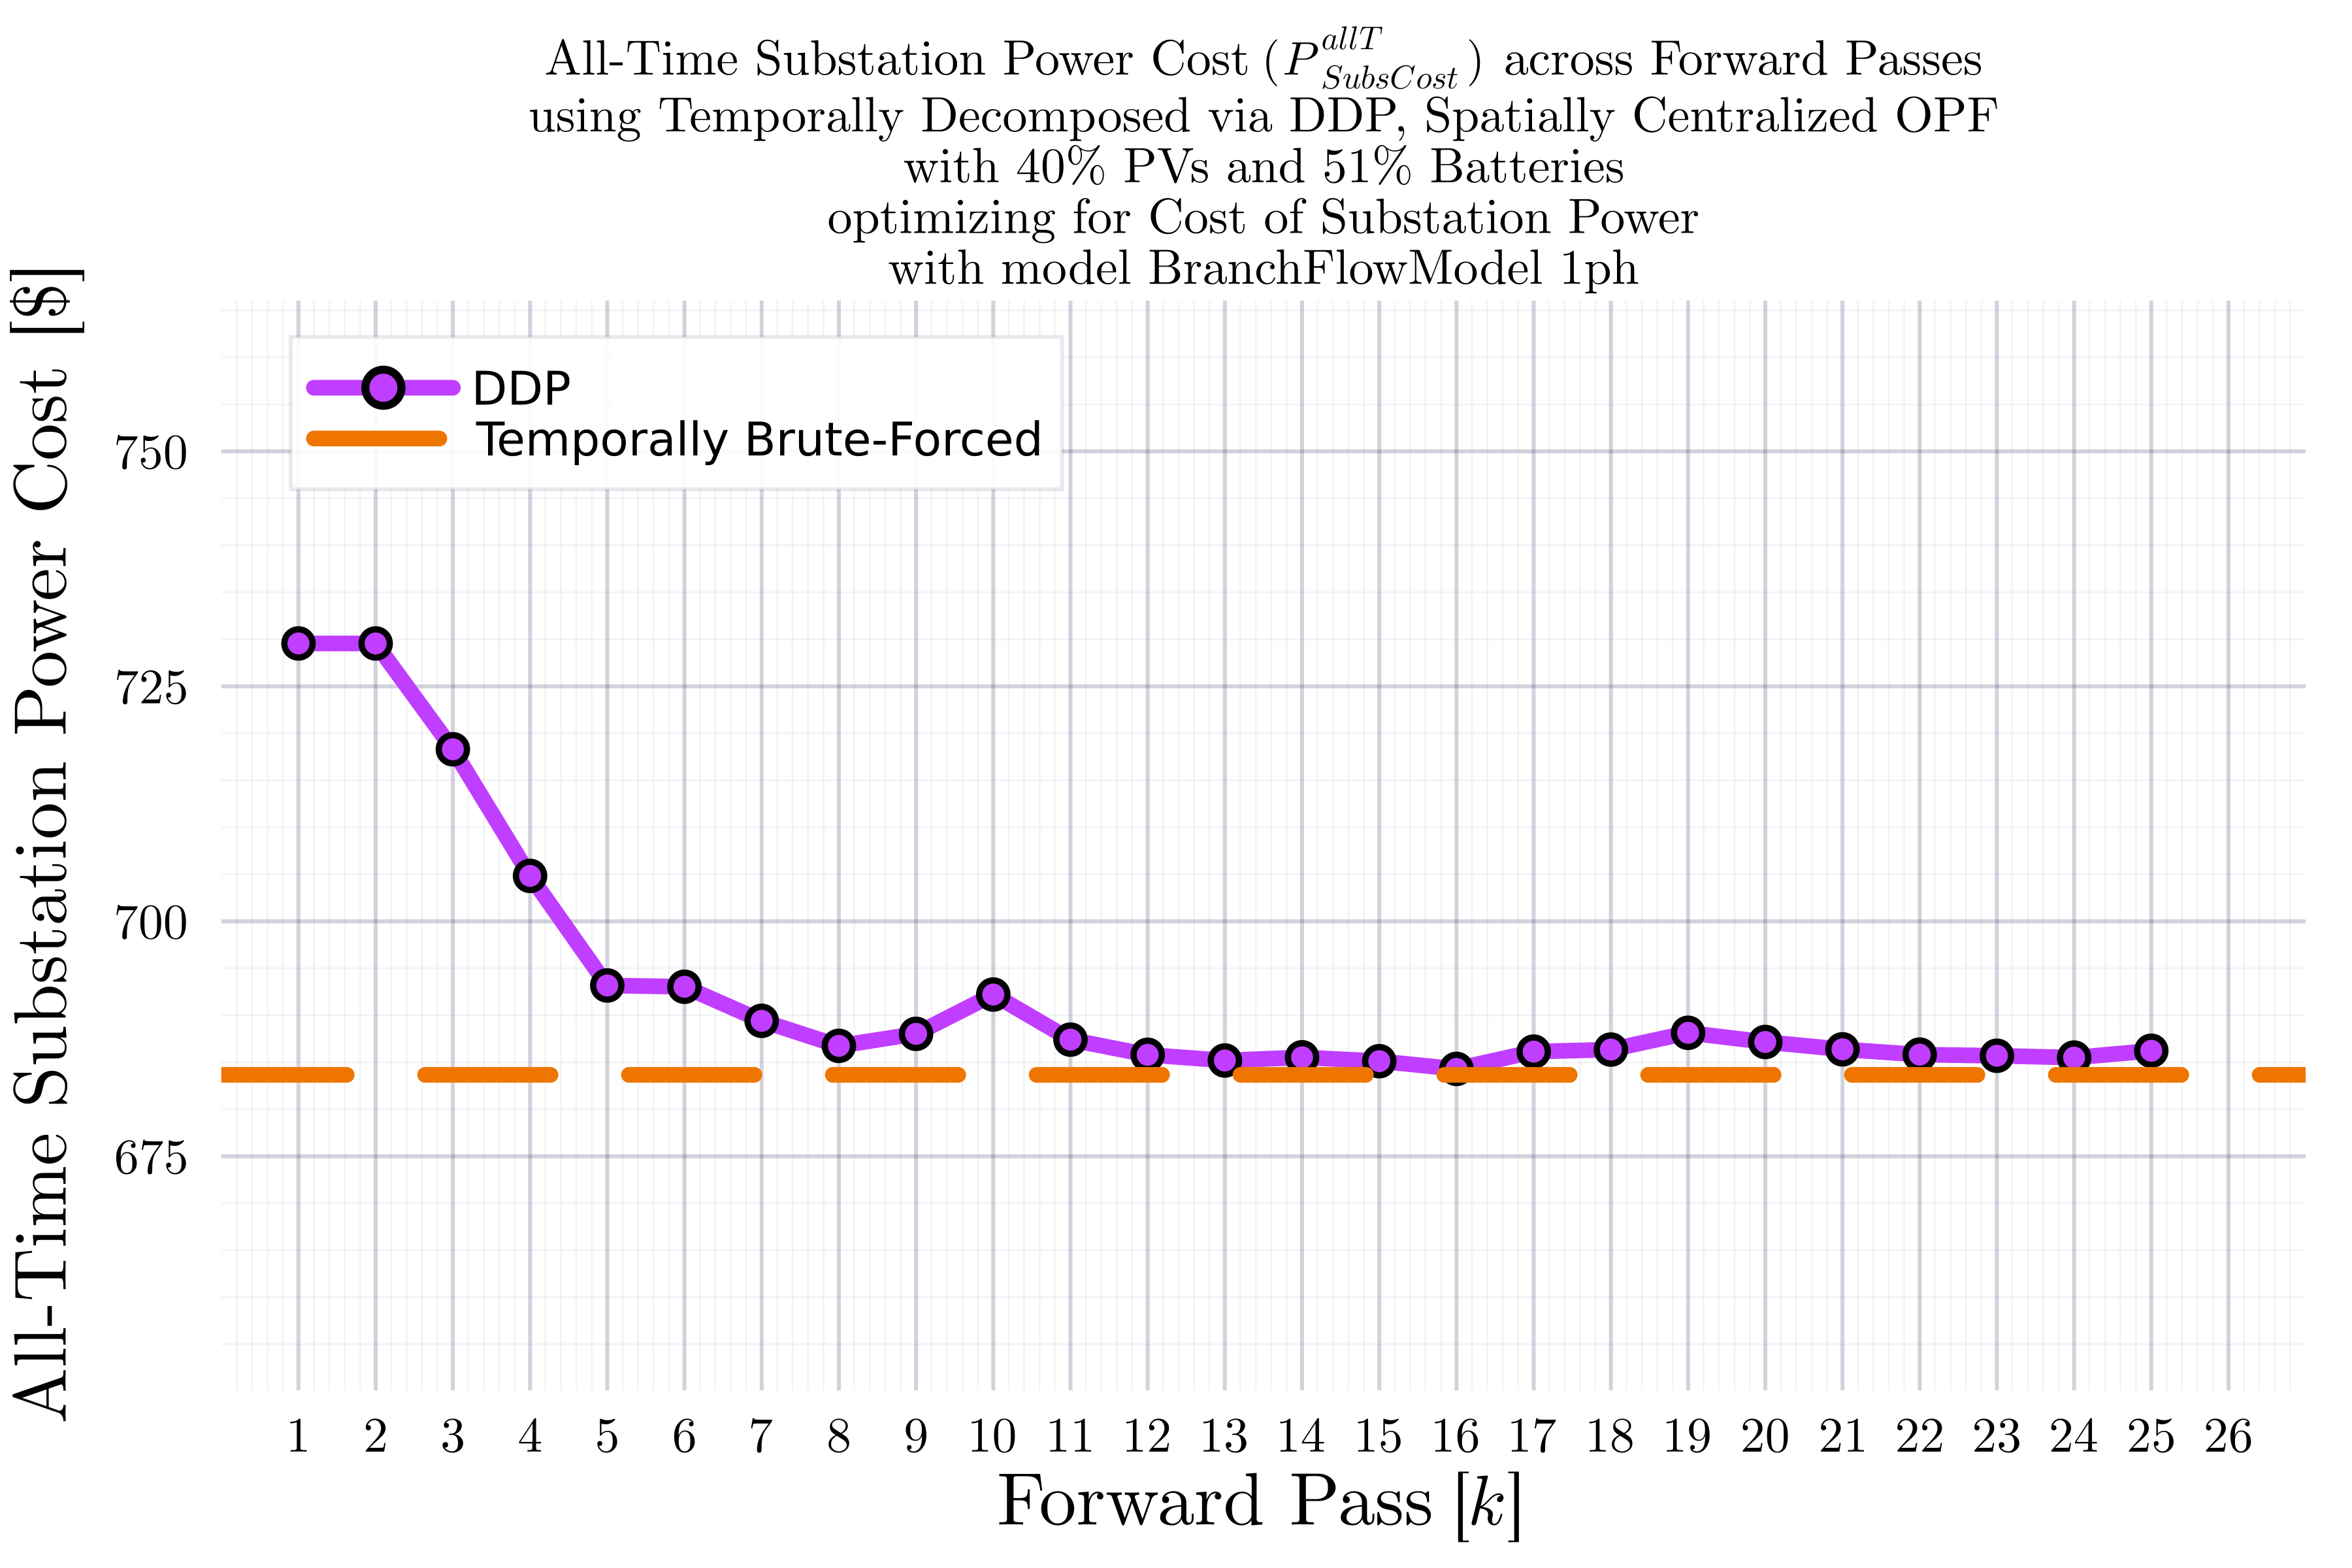 All-Time Substation Power Cost (P^{allT}_{SubsCost}) across Forward Passes
using Temporally Decomposed via DDP, Spatially Centralized OPF
with 40% PVs and 51% Batteries
optimizing for Cost of Substation Power
with model BranchFlowModel 1ph
All-Time Substation Power Cost [$]
DDP
Temporally Brute-Forced
750
725
700
675
1 2 3 4 5 6 7 8 9 10 11 12 13 14 15 16 17 18 19 20 21 22 23 24 25 26
Forward Pass [k]